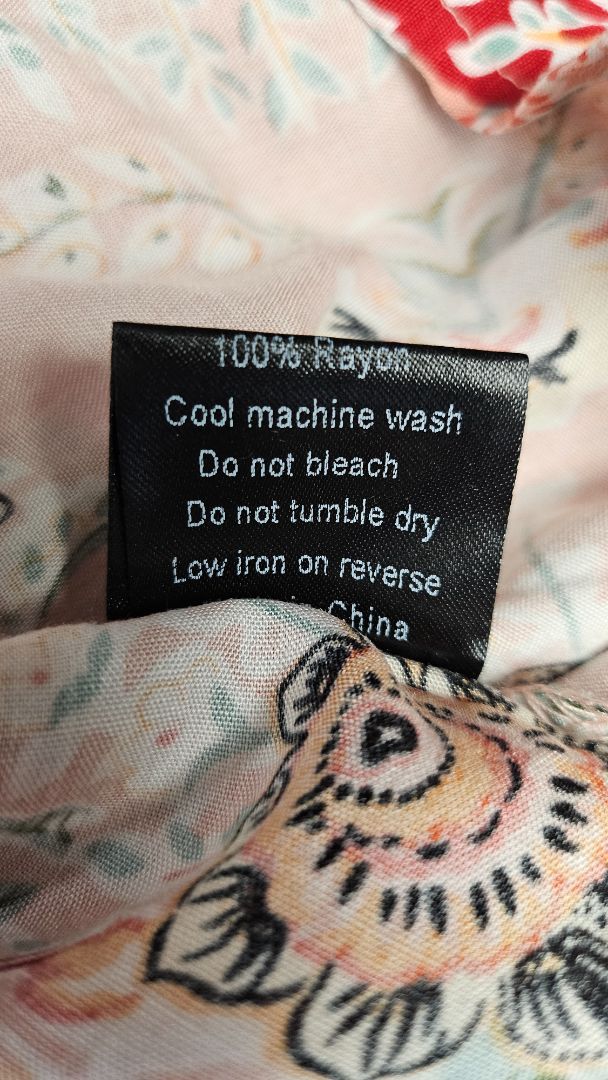 100% Rayon
Cool machine wash
Do not bleach
Do not tumble dry
Low iron on reverse
China